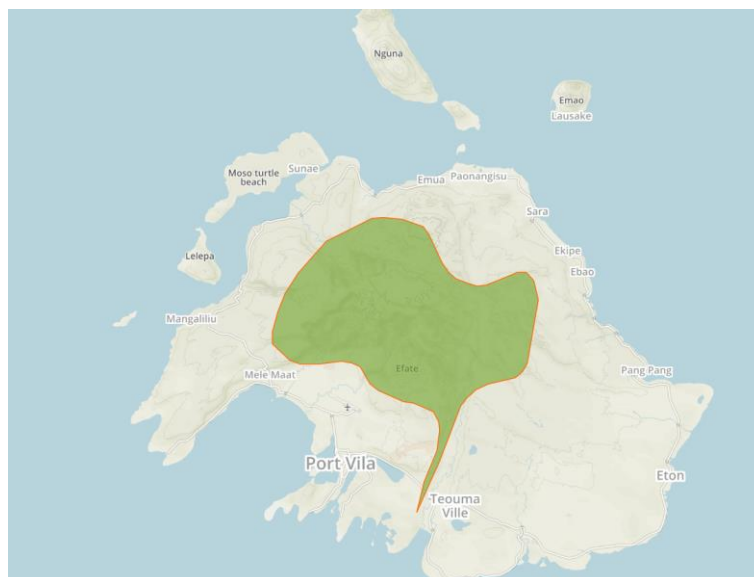 Nguna
Emao
Lausake
Sunae
Moso turtle
beach
Emua
Paonangisu
Sara
Lelepa
Ekipe
Ebao
Mangaliliu
Efate
Mele Maat
Pang Pang
Port Vila
Eton
Teouma
Ville